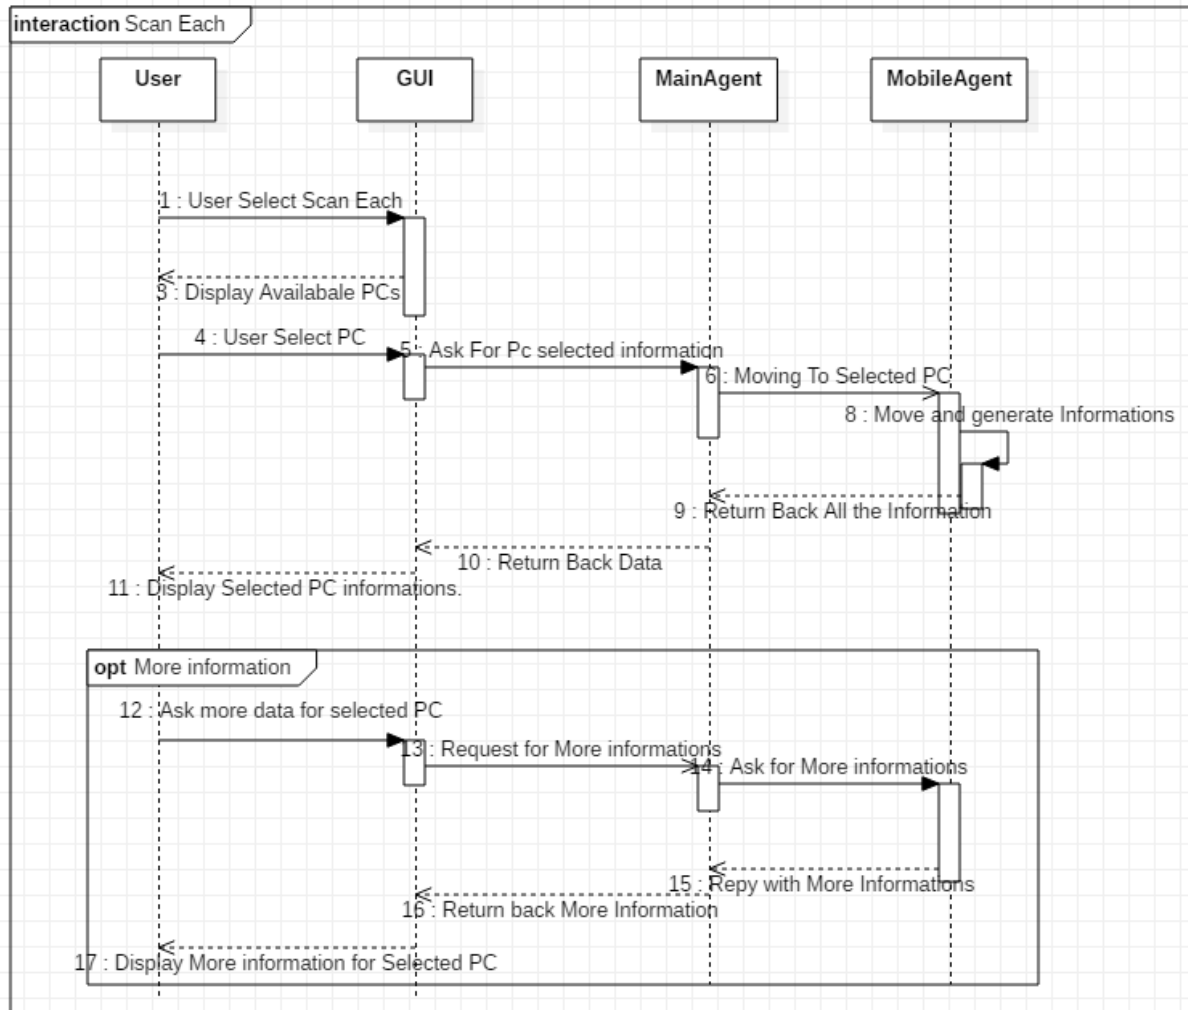 interaction Scan Each
User
GUI
MainAgent
MobileAgent
1 : User Select Scan Each
3 : Display Availabale PCs
4 : User Select PC
5 : Ask For Pc selected information
6 : Moving To Selected PC
8 : Move and generate Informations
9 : Return Back All the Information
10 : Return Back Data
11 : Display Selected PC informations.
opt More information
12 : Ask more data for selected PC
13 : Request for More informations
14 : Ask for More informations
15 : Repy with More Informations
16 : Return back More Information
17 : Display More information for Selected PC